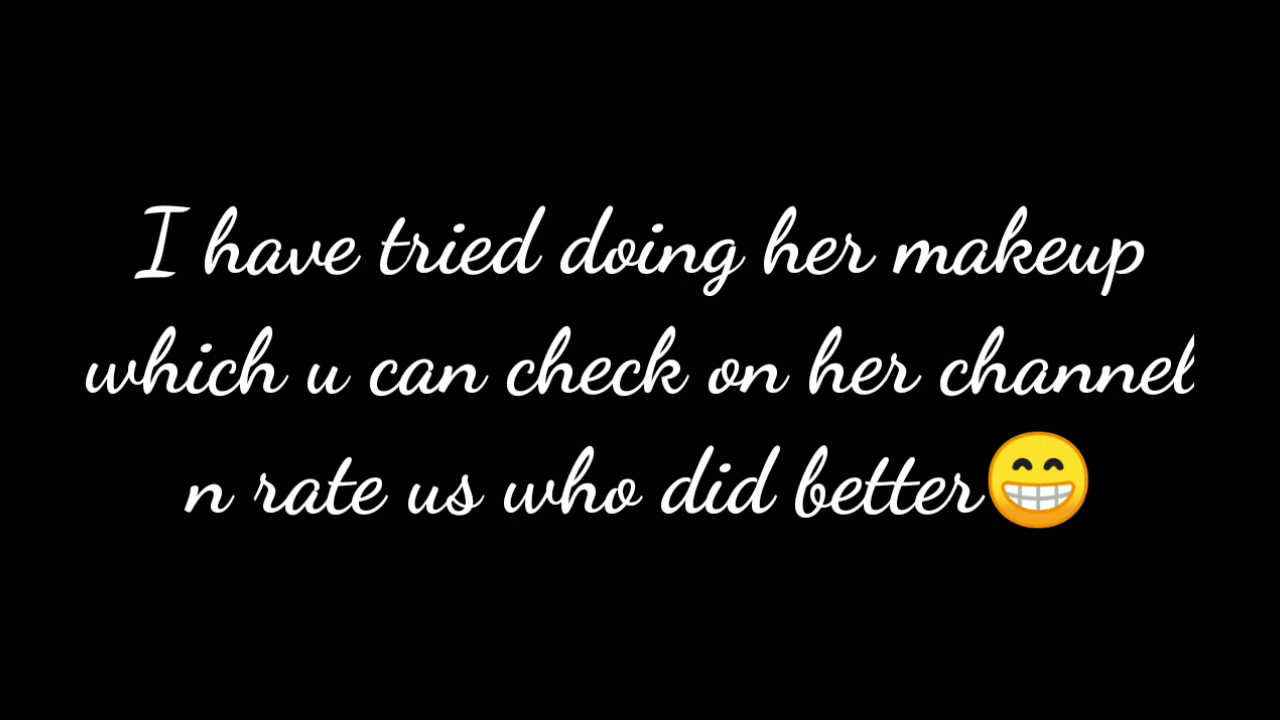 I have tried doing her makeup
which u can check on her channel
n rate us who did better😁